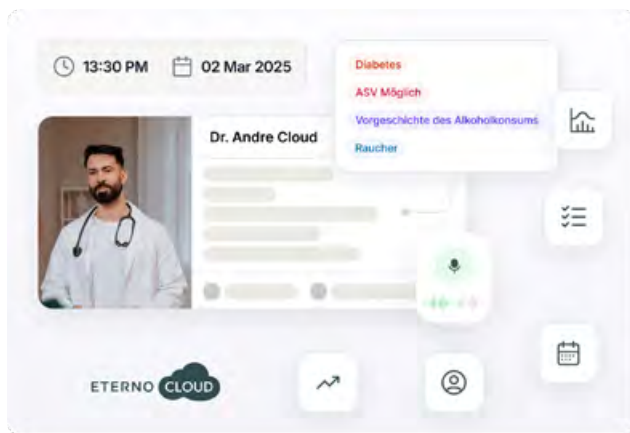 13:30 PM 02 Mar 2025
Diabetes
ASV Möglich
Vorgeschichte des Alkoholkonsums
Raucher
Dr. Andre Cloud
ETERNO CLOUD